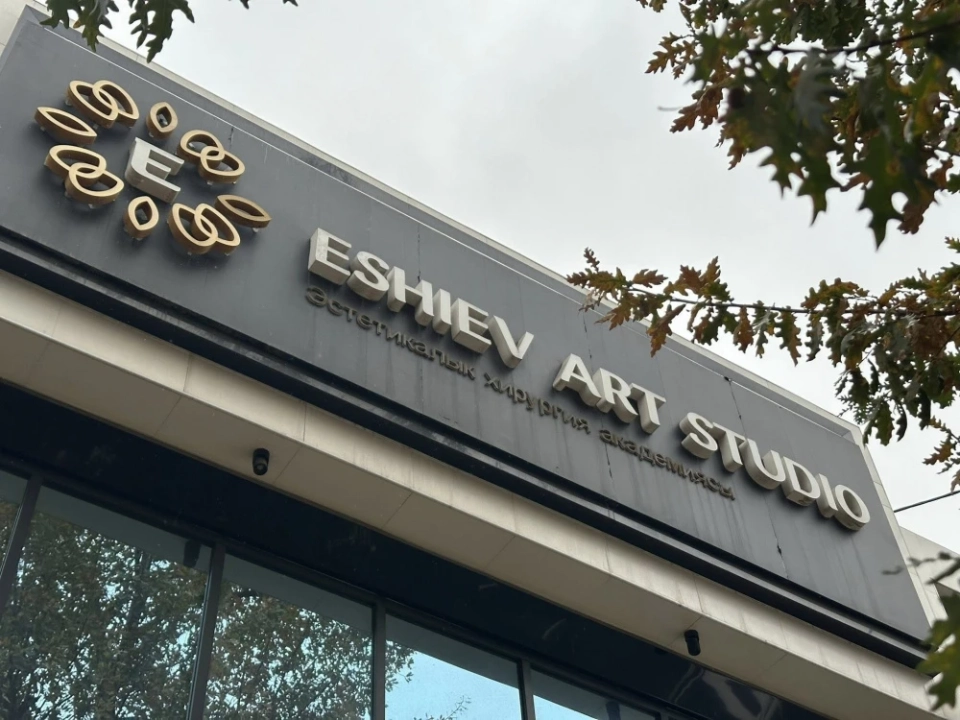 E
ESHIEV ART STUDIO
эстетикалык хирургия академиясы